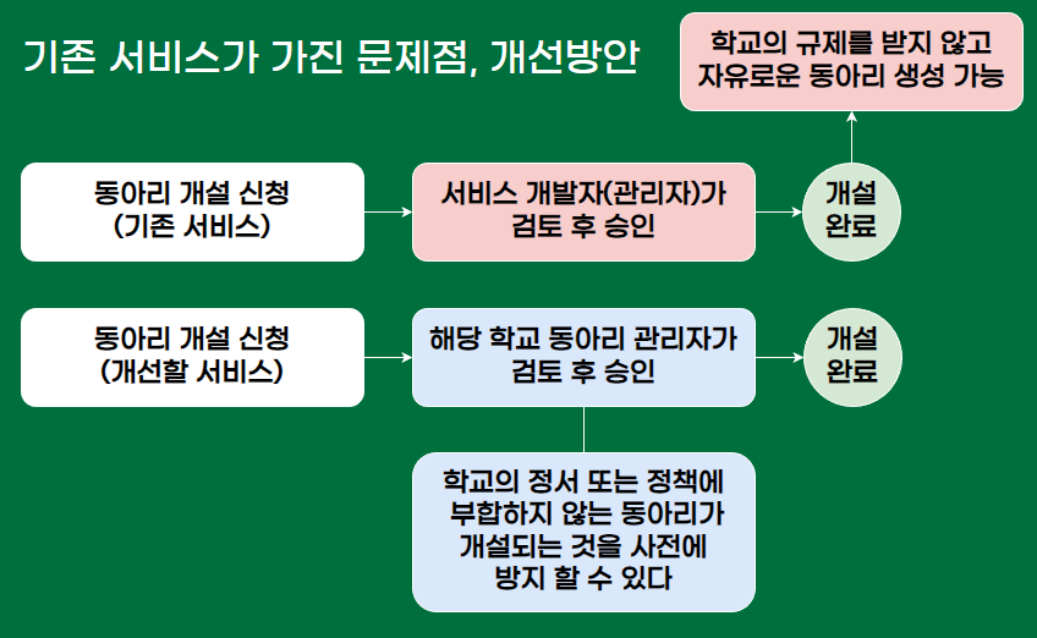 기존 서비스가 가진 문제점, 개선방안
학교의 규제를 받지 않고
자유로운 동아리 생성 가능
동아리 개설 신청
(기존 서비스)
서비스 개발자(관리자)가
검토 후 승인
개설
완료
동아리 개설 신청
(개선할 서비스)
해당 학교 동아리 관리자가
검토 후 승인
개설
완료
학교의 정서 또는 정책에
부합하지 않는 동아리가
개설되는 것을 사전에
방지 할 수 있다